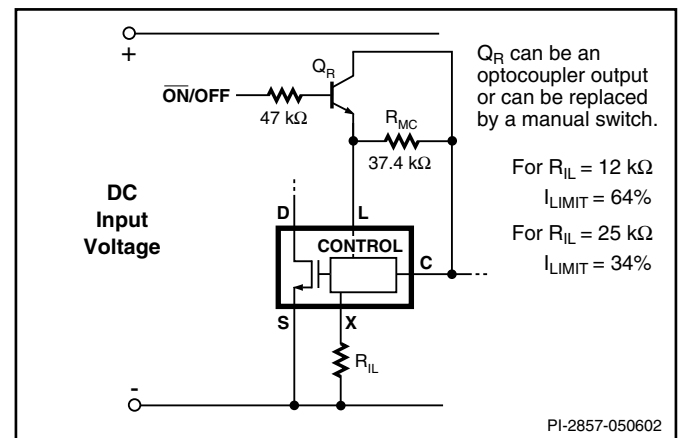 +
Q_R
ON/OFF
47 kΩ
R_MC
37.4 kΩ
Q_R can be an
optocoupler output
or can be replaced
by a manual switch.
For R_IL = 12 kΩ
I_LIMIT = 64%
For R_IL = 25 kΩ
I_LIMIT = 34%
DC
Input
Voltage
D
L
CONTROL
C
S
X
R_IL
-
PI-2857-050602